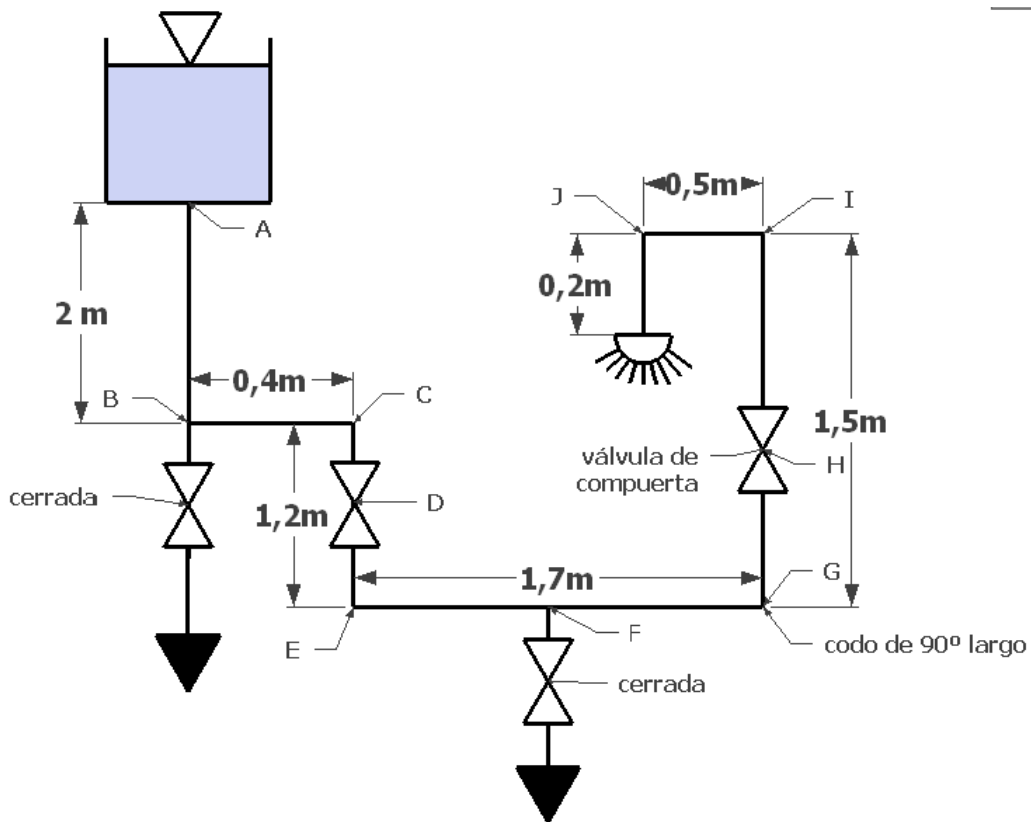 A
2 m
B
0,4m
C
cerrada
D
1,2m
E
1,7m
F
cerrada
J
0,5m
I
0,2m
1,5m
válvula de
compuerta
H
G
codo de 90º largo